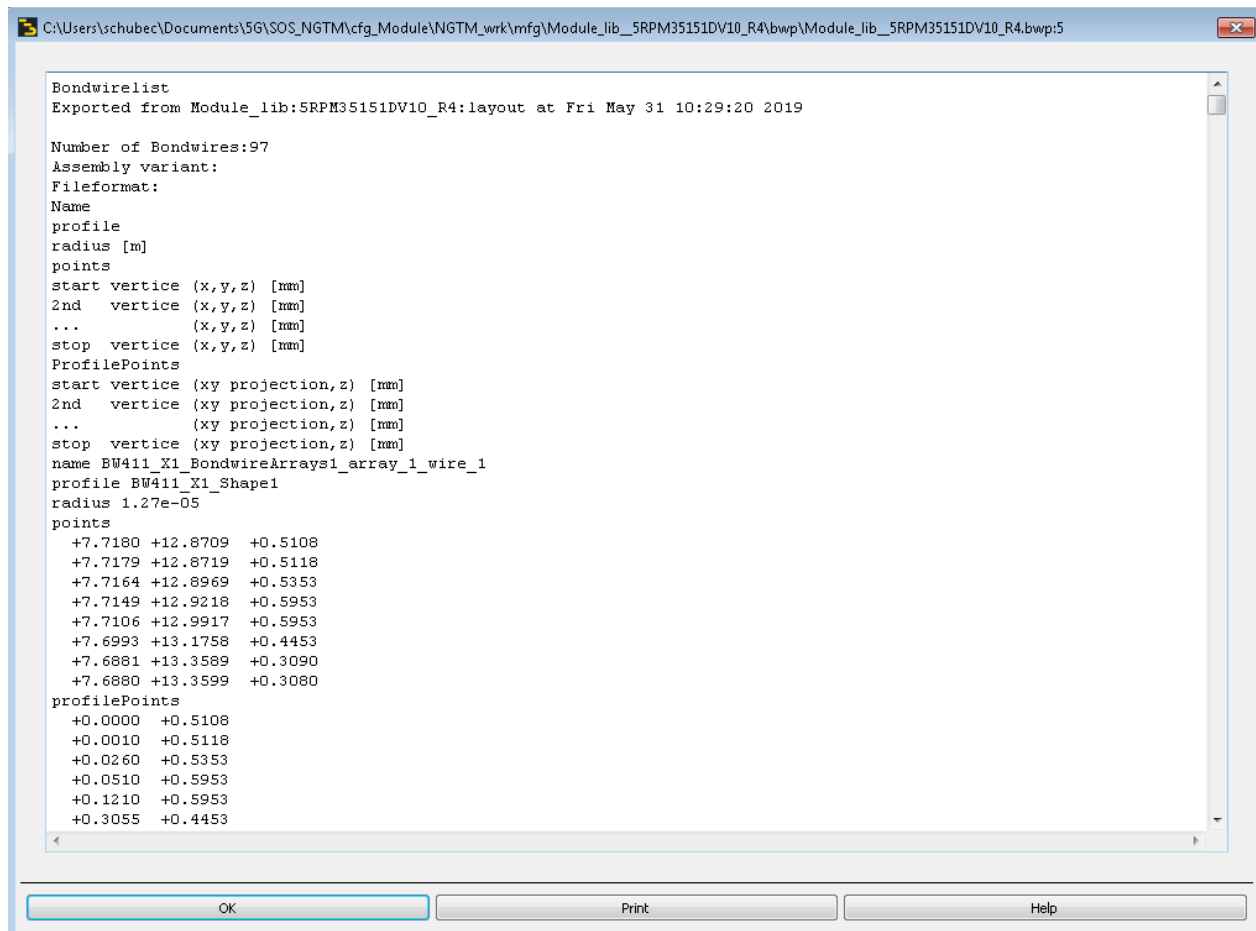 C:\Users\schubec\Documents\5G\SOS_NGTM\cfg_Module\NGTM_wrk\mfg\Module_lib__5RPM35151DV10_R4\bwp\Module_lib__5RPM35151DV10_R4.bwp:5
Bondwirelist
Exported from Module_lib:5RPM35151DV10_R4:layout at Fri May 31 10:29:20 2019
Number of Bondwires:97
Assembly variant:
Fileformat:
Name
profile
radius [m]
points
start vertice (x,y,z) [mm]
2nd   vertice (x,y,z) [mm]
...           (x,y,z) [mm]
stop  vertice (x,y,z) [mm]
ProfilePoints
start vertice (xy projection,z) [mm]
2nd   vertice (xy projection,z) [mm]
...           (xy projection,z) [mm]
stop  vertice (xy projection,z) [mm]
name BW411_X1_BondwireArrays1_array_1_wire_1
profile BW411_X1_Shape1
radius 1.27e-05
points
+7.7180 +12.8709  +0.5108
+7.7179 +12.8719  +0.5118
+7.7164 +12.8969  +0.5353
+7.7149 +12.9218  +0.5953
+7.7106 +12.9917  +0.5953
+7.6993 +13.1758  +0.4453
+7.6881 +13.3589  +0.3090
+7.6880 +13.3599  +0.3080
profilePoints
+0.0000  +0.5108
+0.0010  +0.5118
+0.0260  +0.5353
+0.0510  +0.5953
+0.1210  +0.5953
+0.3055  +0.4453
OK
Print
Help